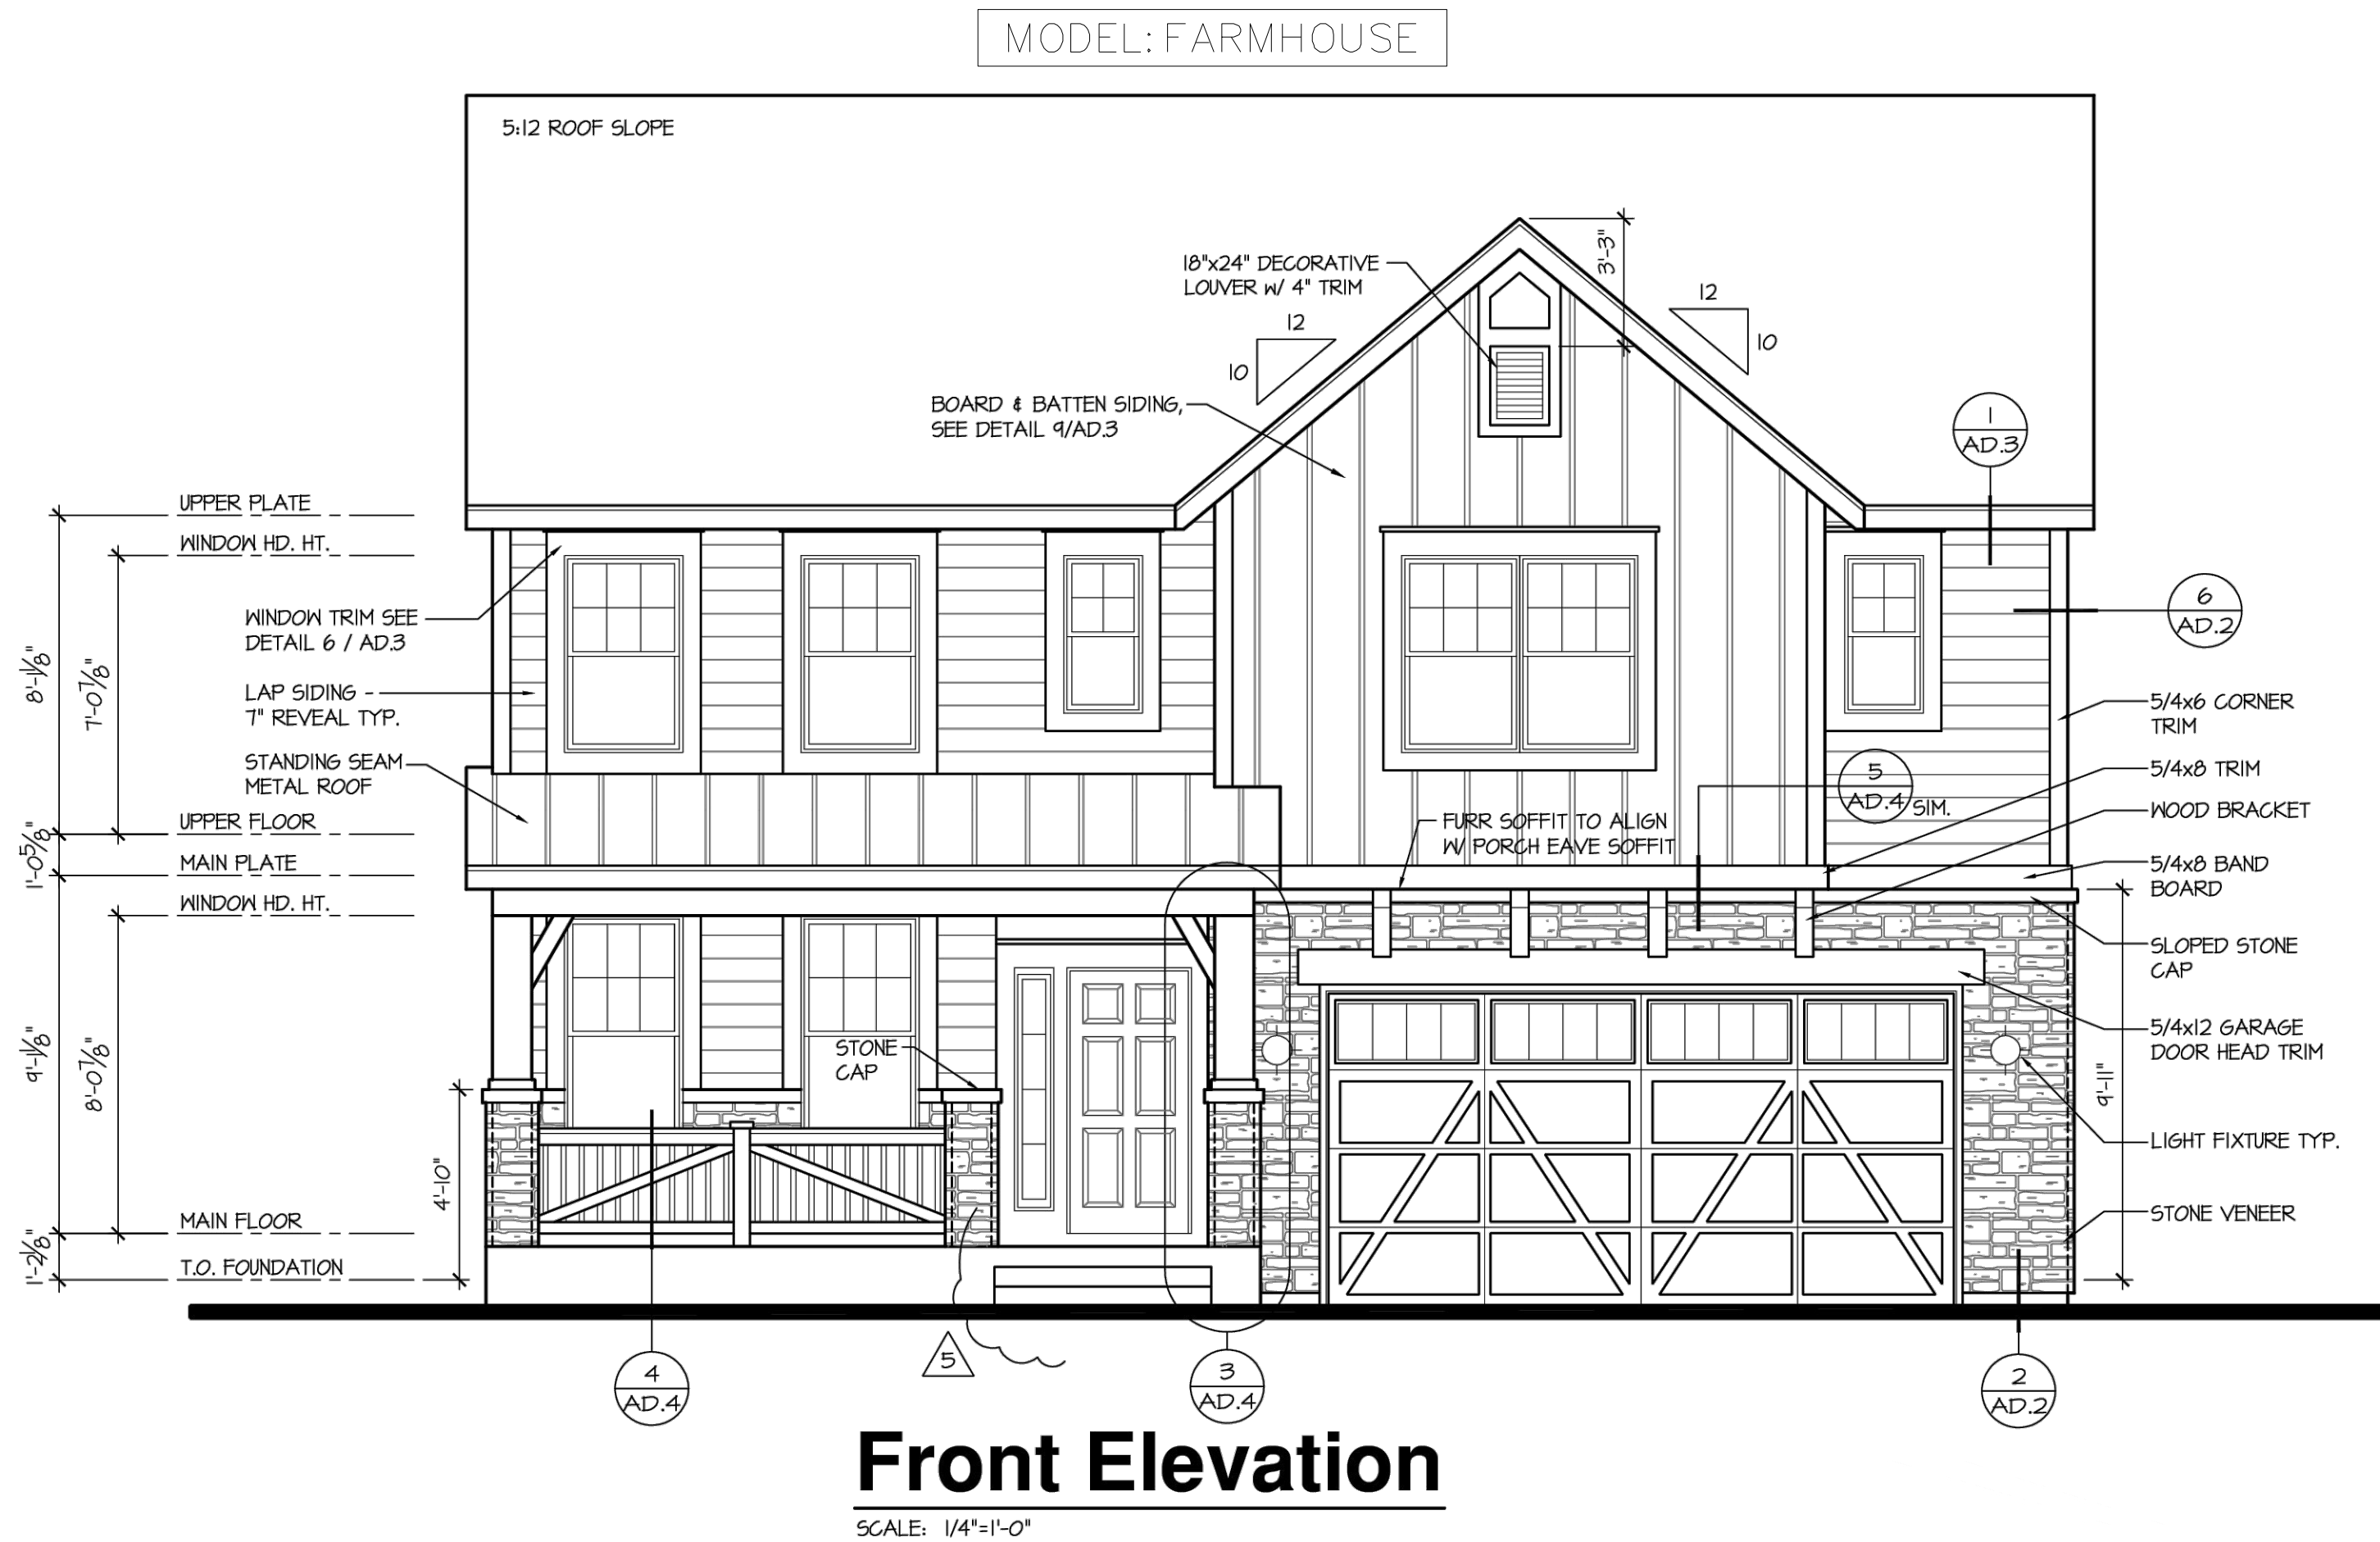 MODEL: FARMHOUSE
5:12 ROOF SLOPE
3'-3"
18"x24" DECORATIVE
LOUVER W/ 4" TRIM
12
10
12
10
BOARD & BATTEN SIDING,
SEE DETAIL 9/AD.3
1
AD.3
UPPER PLATE
WINDOW HD. HT.
6
AD.2
WINDOW TRIM SEE
DETAIL 6 / AD.3
8'-1⅛"
7'-0⅞"
LAP SIDING -
7" REVEAL TYP.
5/4x6 CORNER
TRIM
STANDING SEAM
METAL ROOF
5/4x8 TRIM
5
AD.4
SIM.
WOOD BRACKET
UPPER FLOOR
FURR SOFFIT TO ALIGN
W/ PORCH EAVE SOFFIT
1'-0⅝"
MAIN PLATE
5/4x8 BAND
BOARD
WINDOW HD. HT.
SLOPED STONE
CAP
9'-1⅛"
8'-0⅞"
STONE
CAP
5/4x12 GARAGE
DOOR HEAD TRIM
9'-11"
LIGHT FIXTURE TYP.
4'-10"
STONE VENEER
MAIN FLOOR
1'-2⅛"
T.O. FOUNDATION
4
AD.4
5
3
AD.4
2
AD.2
Front Elevation
SCALE: 1/4"=1'-0"